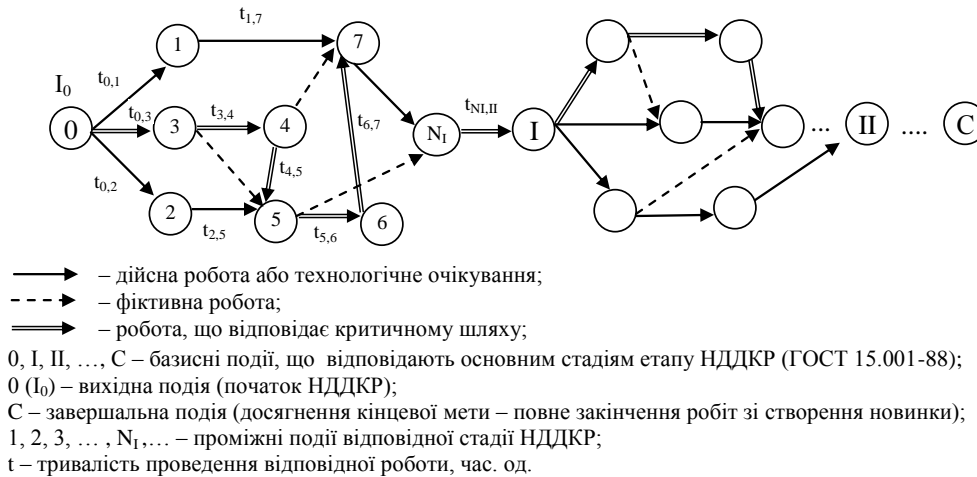 t1,7
1
7
I0
t0,1
0
t0,3
3
t3,4
4
t6,7
NI
tNI,II
I
... II .... C
t0,2
t4,5
2
t2,5
5
t5,6
6
– дійсна робота або технологічне очікування;
– фіктивна робота;
– робота, що відповідає критичному шляху;
0, I, II, …, С – базисні події, що відповідають основним стадіям етапу НДДКР (ГОСТ 15.001-88);
0 (I0) – вихідна подія (початок НДДКР);
С – завершальна подія (досягнення кінцевої мети – повне закінчення робіт зі створення новинки);
1, 2, 3, … , NI,… – проміжні події відповідної стадії НДДКР;
t – тривалість проведення відповідної роботи, час. од.